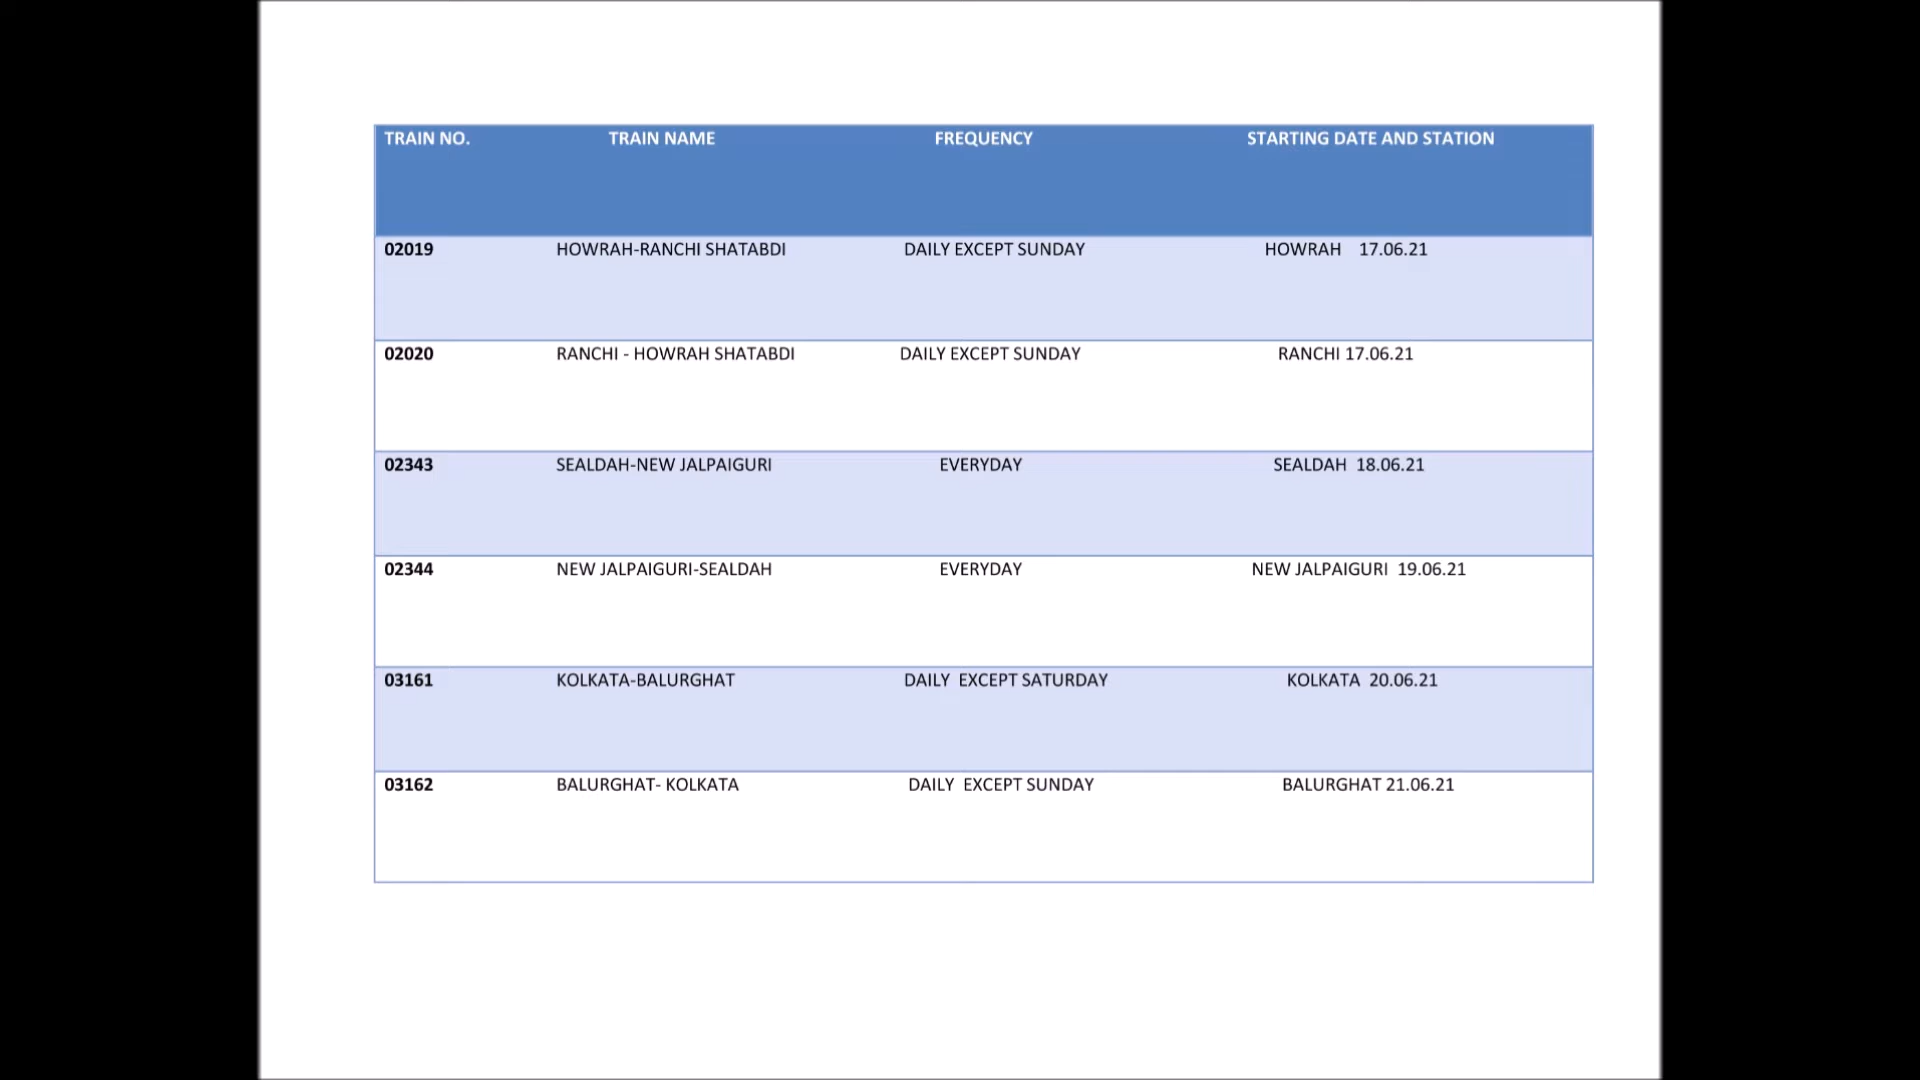 TRAIN NO. TRAIN NAME FREQUENCY STARTING DATE AND STATION
02019 HOWRAH-RANCHI SHATABDI DAILY EXCEPT SUNDAY HOWRAH 17.06.21
02020 RANCHI - HOWRAH SHATABDI DAILY EXCEPT SUNDAY RANCHI 17.06.21
02343 SEALDAH-NEW JALPAIGURI EVERYDAY SEALDAH 18.06.21
02344 NEW JALPAIGURI-SEALDAH EVERYDAY NEW JALPAIGURI 19.06.21
03161 KOLKATA-BALURGHAT DAILY EXCEPT SATURDAY KOLKATA 20.06.21
03162 BALURGHAT- KOLKATA DAILY EXCEPT SUNDAY BALURGHAT 21.06.21